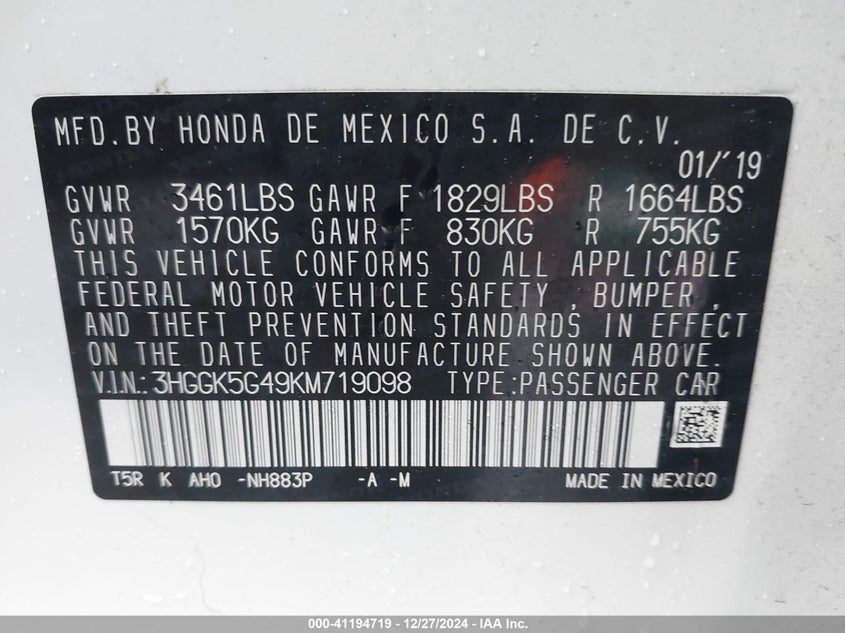 MFD.BY HONDA DE MEXICO S.A. DE C.V.
01/'19
GVWR 3461LBS GAWR F 1829LBS R 1664LBS
GVWR 1570KG GAWR F 830KG R 755KG
THIS VEHICLE CONFORMS TO ALL APPLICABLE
FEDERAL MOTOR VEHICLE SAFETY , BUMPER ,
AND THEFT PREVENTION STANDARDS IN EFFECT
ON THE DATE OF MANUFACTURE SHOWN ABOVE.
V.I.N.: 3HGGK5G49KM719098 TYPE:PASSENGER CAR
T5R K AH0 -NH883P -A -M MADE IN MEXICO
000-41194719 - 12/27/2024 - IAA Inc.